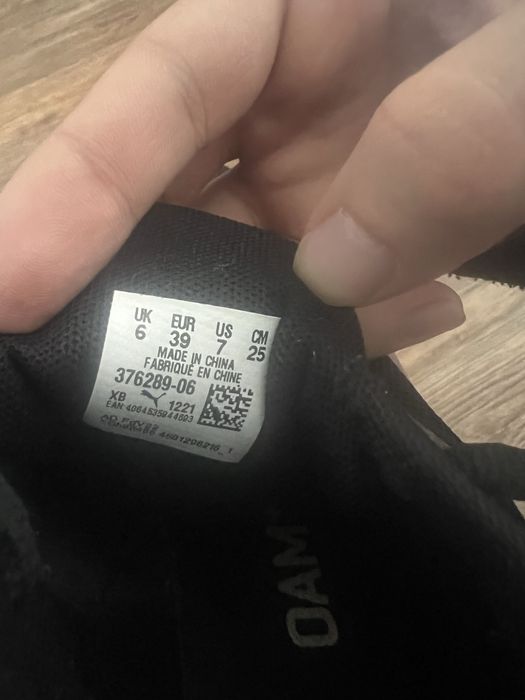 UK EUR US CM
6 39 7 25
MADE IN CHINA
FABRIQUÉ EN CHINE
376289-06
XB 1221
EAN 4064535944693
OAM